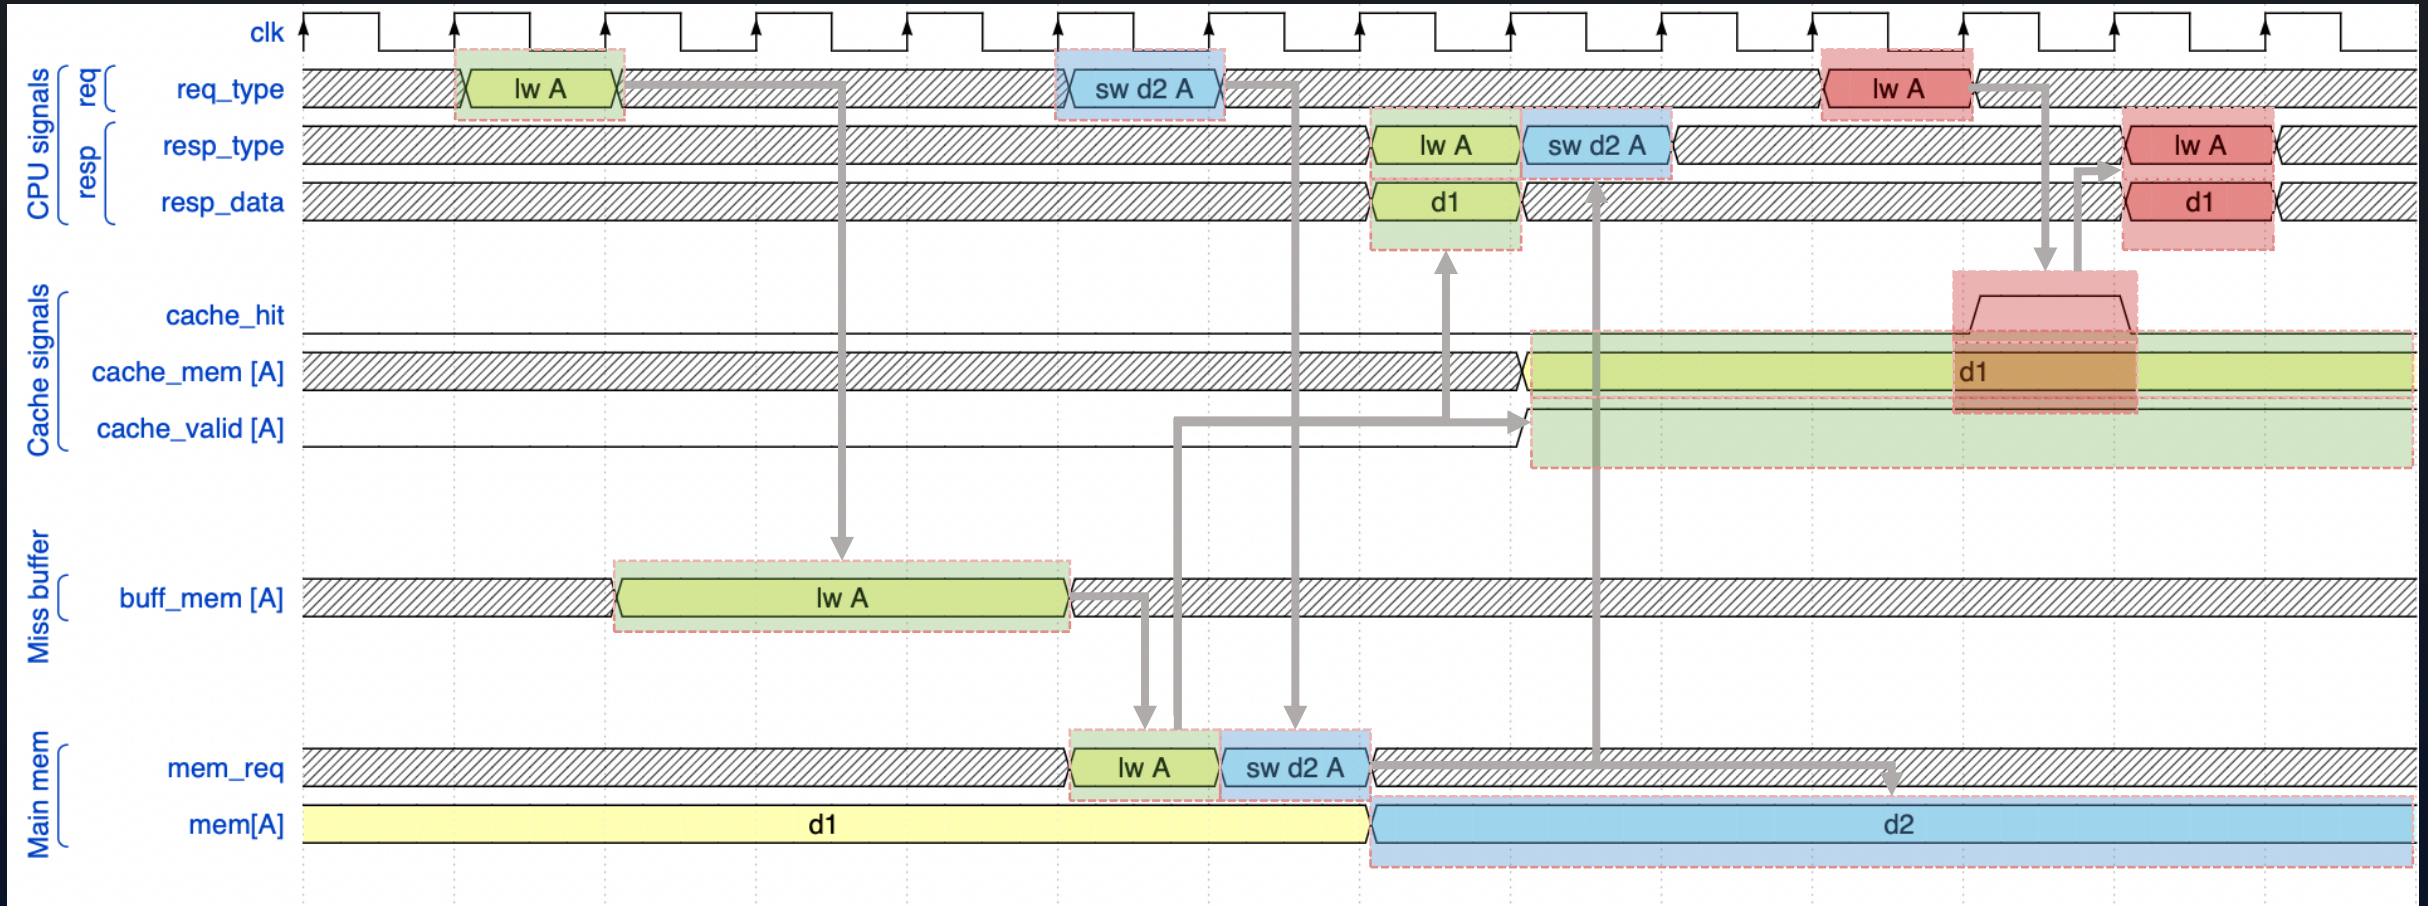 clk
CPU signals
req
req_type
lw A
sw d2 A
lw A
resp
resp_type
lw A
sw d2 A
lw A
resp_data
d1
d1
Cache signals
cache_hit
cache_mem [A]
d1
cache_valid [A]
Miss buffer
buff_mem [A]
lw A
Main mem
mem_req
lw A
sw d2 A
mem[A]
d1
d2